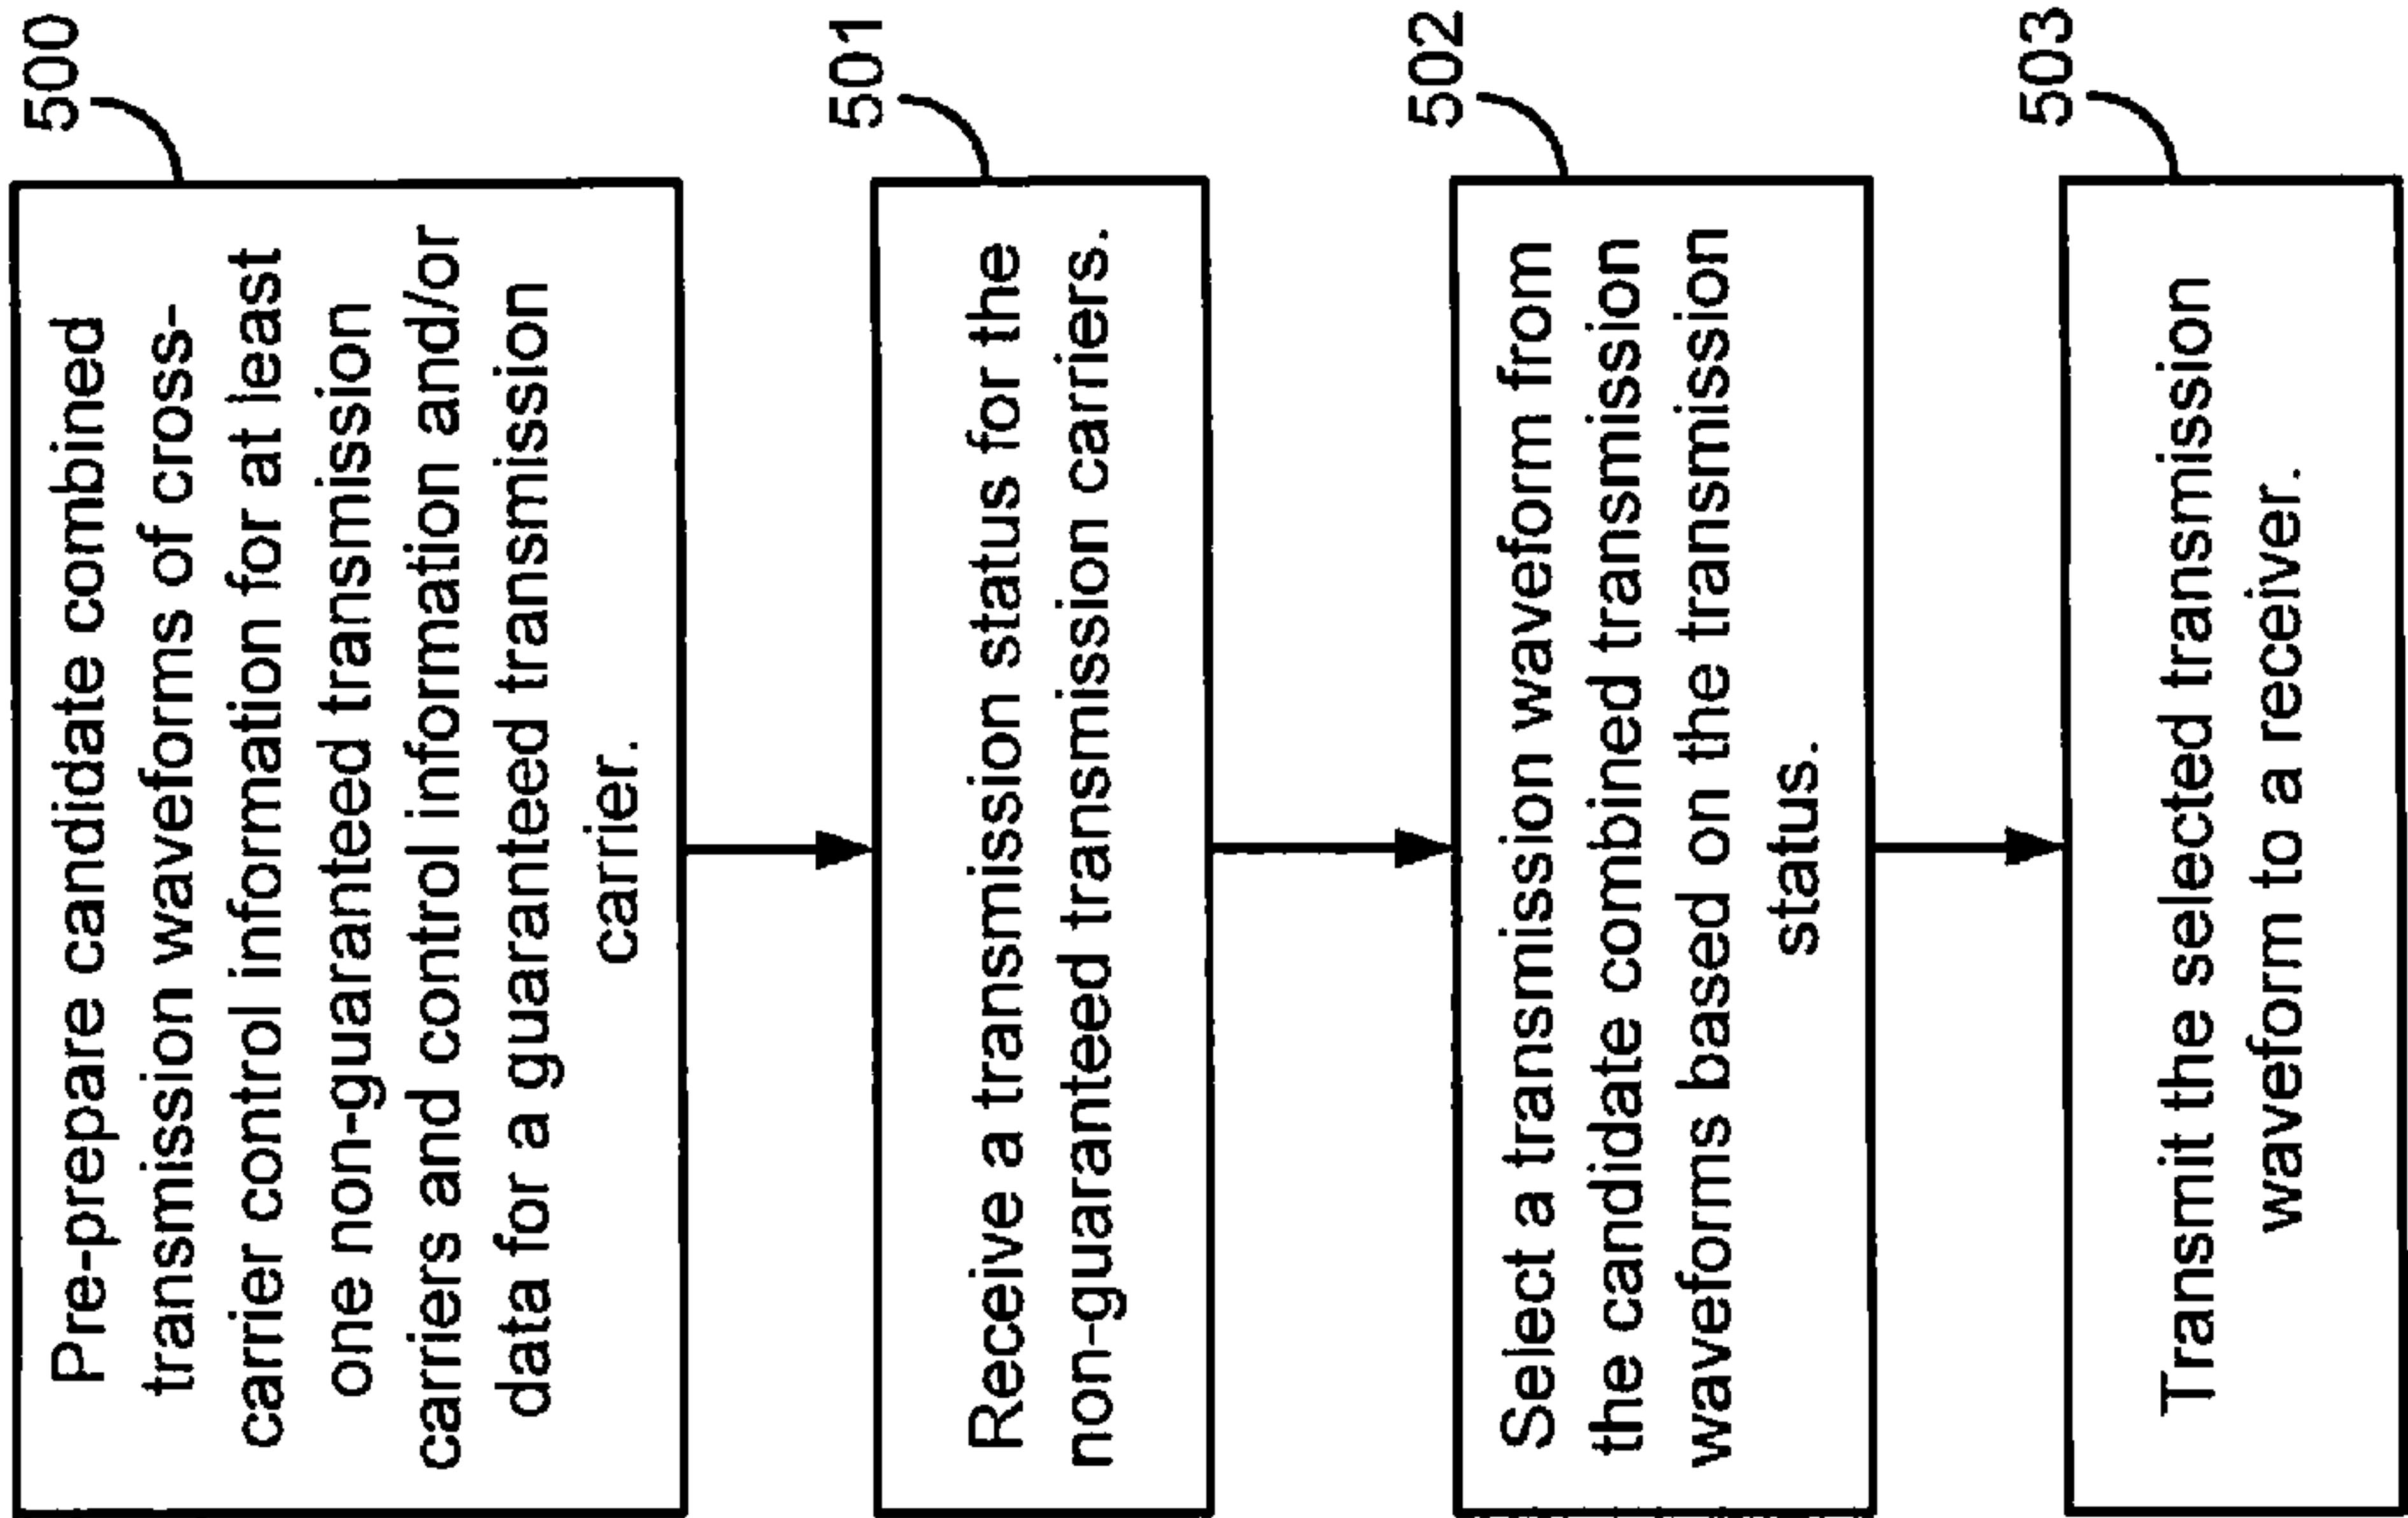 500
Pre-prepare candidate combined
transmission waveforms of cross-
carrier control information for at least
one non-guaranteed transmission
carriers and control information and/or
data for a guaranteed transmission
carrier.
501
Receive a transmission status for the
non-guaranteed transmission carriers.
502
Select a transmission waveform from
the candidate combined transmission
waveforms based on the transmission
status.
503
Transmit the selected transmission
waveform to a receiver.